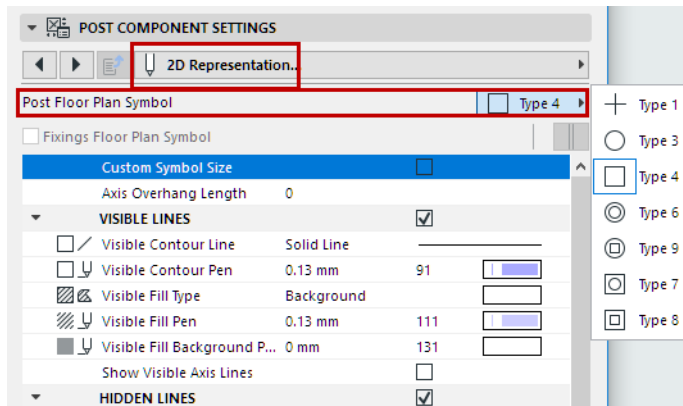 POST COMPONENT SETTINGS
2D Representation...
Post Floor Plan Symbol Type 4
Fixings Floor Plan Symbol
Custom Symbol Size
Axis Overhang Length 0
VISIBLE LINES
Visible Contour Line Solid Line
Visible Contour Pen 0.13 mm 91
Visible Fill Type Background
Visible Fill Pen 0.13 mm 111
Visible Fill Background P... 0 mm 131
Show Visible Axis Lines
HIDDEN LINES
Type 1
Type 3
Type 4
Type 6
Type 9
Type 7
Type 8